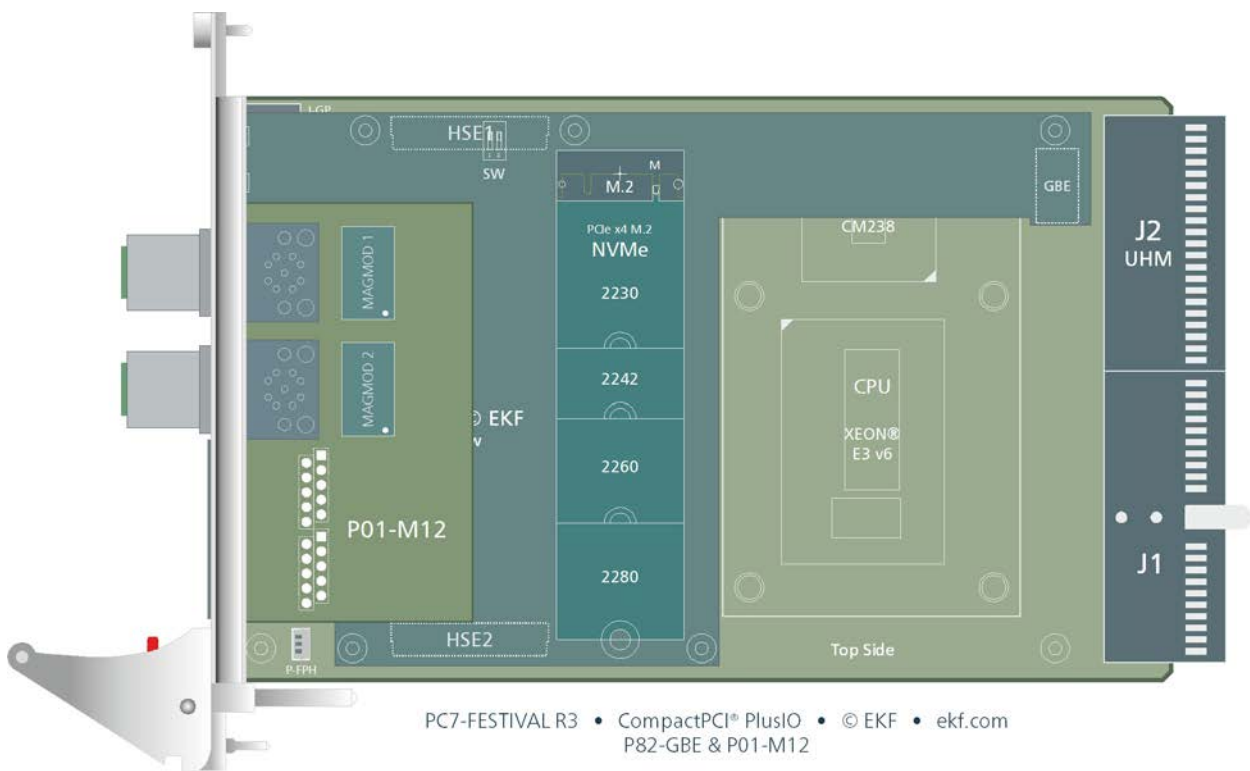 J-GP
HSE1
SW
M
M.2
GBE
PCIe x4 M.2
NVMe
2230
2242
2260
2280
MAGMOD 1
MAGMOD 2
© EKF
P01-M12
HSE2
P-FPH
CM238
CPU
XEON®
E3 v6
Top Side
J2
UHM
J1
PC7-FESTIVAL R3 • CompactPCI® PlusIO • © EKF • ekf.com
P82-GBE & P01-M12